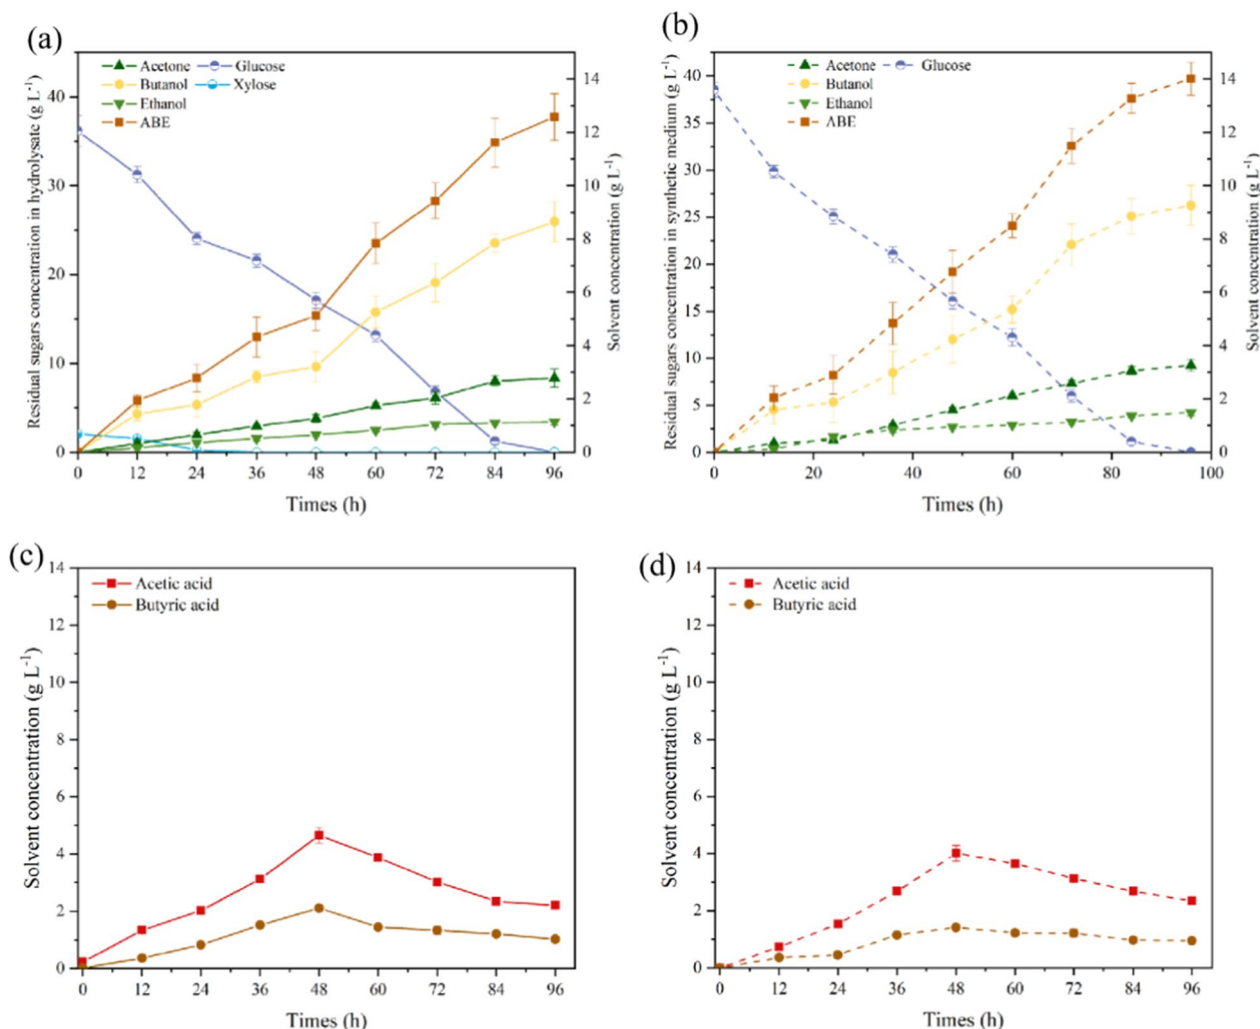 (a)
Acetone Glucose
Butanol Xylose
Ethanol
ABE
Residual sugars concentration in hydrolysate (g L-1)
40
30
20
10
0
14
12
10
8
6
4
2
0
Solvent concentration (g L-1)
0 12 24 36 48 60 72 84 96
Times (h)
(b)
Acetone Glucose
Butanol
Ethanol
ABE
Residual sugars concentration in synthetic medium (g L-1)
40
35
30
25
20
15
10
5
0
14
12
10
8
6
4
2
0
Solvent concentration (g L-1)
0 20 40 60 80 100
Times (h)
(c)
Acetic acid
Butyric acid
Solvent concentration (g L-1)
14
12
10
8
6
4
2
0
0 12 24 36 48 60 72 84 96
Times (h)
(d)
Acetic acid
Butyric acid
Solvent concentration (g L-1)
14
12
10
8
6
4
2
0
0 12 24 36 48 60 72 84 96
Times (h)